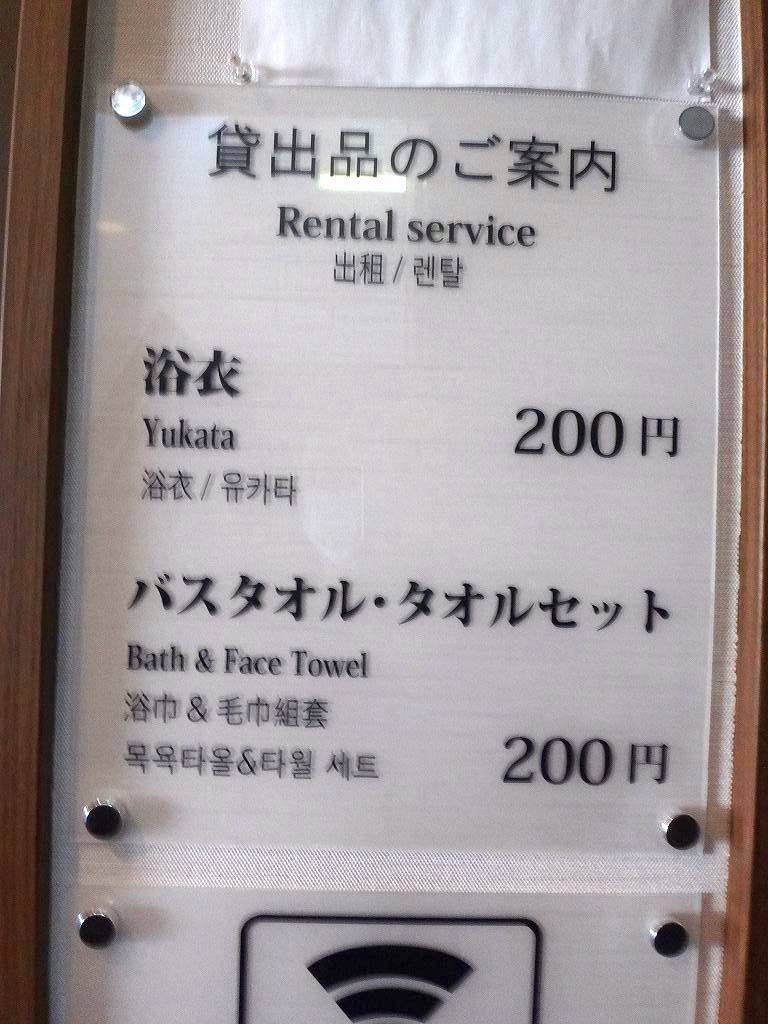 貸出品のご案内
Rental service
出租 / 렌탈
浴衣
Yukata
200円
浴衣 / 유카타
バスタオル・タオルセット
Bath & Face Towel
浴巾 & 毛巾組套
목욕타올&타월 세트
200円